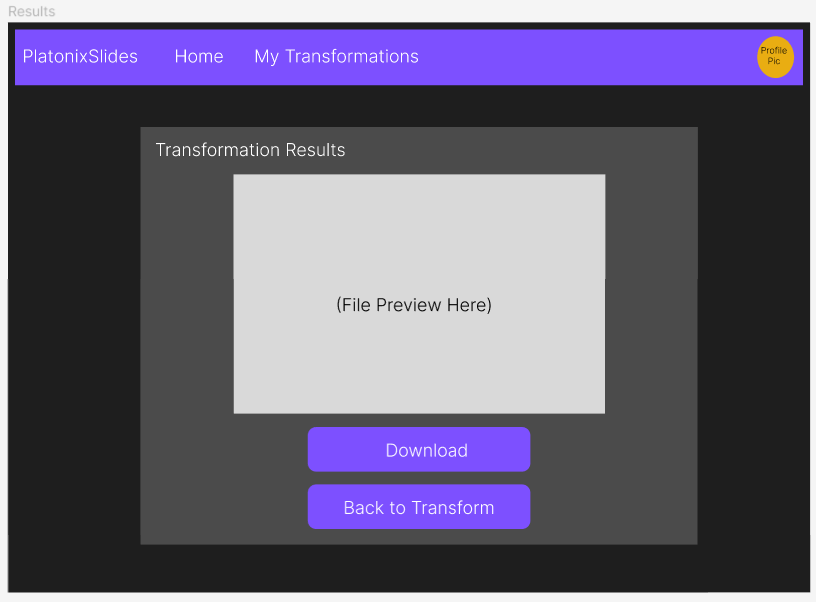 Results
PlatonixSlides Home My Transformations
Profile
Pic
Transformation Results
(File Preview Here)
Download
Back to Transform